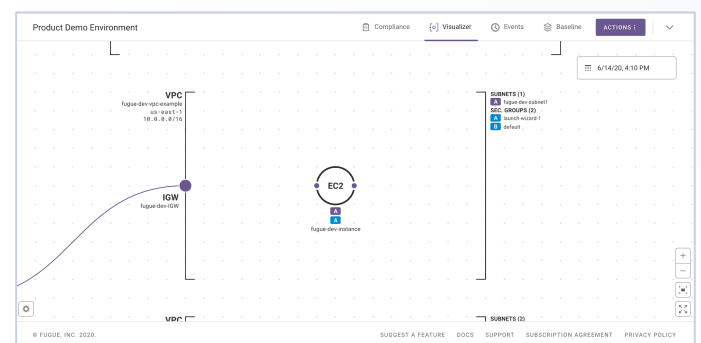 Product Demo Environment
Compliance
Visualizer
Events
Baseline
ACTIONS
6/14/20, 4:10 PM
VPC
fugue-dev-vpc-example
us-east-1
10.0.0.0/16
SUBNETS (1)
A fugue-dev-subnet1
SEC. GROUPS (2)
A launch-wizard-1
B default
IGW
fugue-dev-IGW
EC2
A
A
fugue-dev-instance
VPC
SUBNETS (2)
© FUGUE, INC. 2020.
SUGGEST A FEATURE DOCS SUPPORT SUBSCRIPTION AGREEMENT PRIVACY POLICY